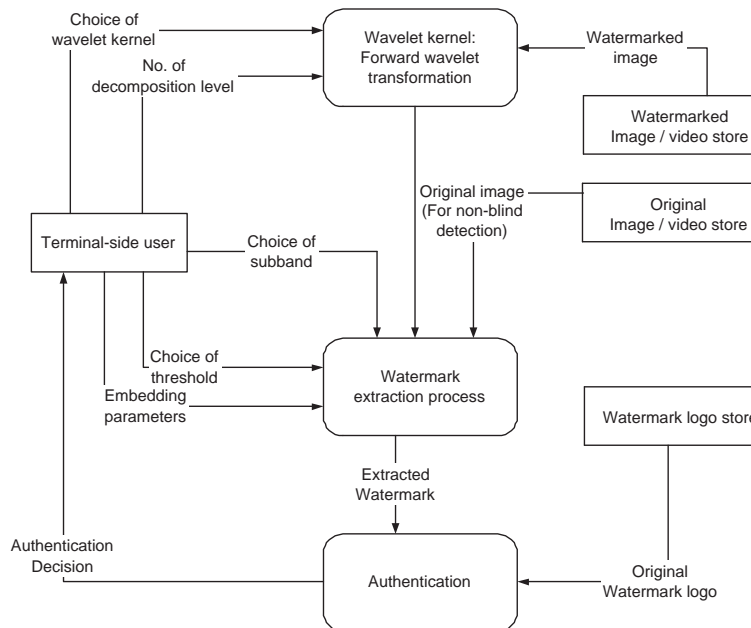 Choice of
wavelet kernel
No. of
decomposition level
Wavelet kernel:
Forward wavelet
transformation
Watermarked
image
Watermarked
Image / video store
Original image
(For non-blind
detection)
Original
Image / video store
Terminal-side user
Choice of
subband
Choice of
threshold
Embedding
parameters
Watermark
extraction process
Watermark logo store
Extracted
Watermark
Authentication
Decision
Authentication
Original
Watermark logo